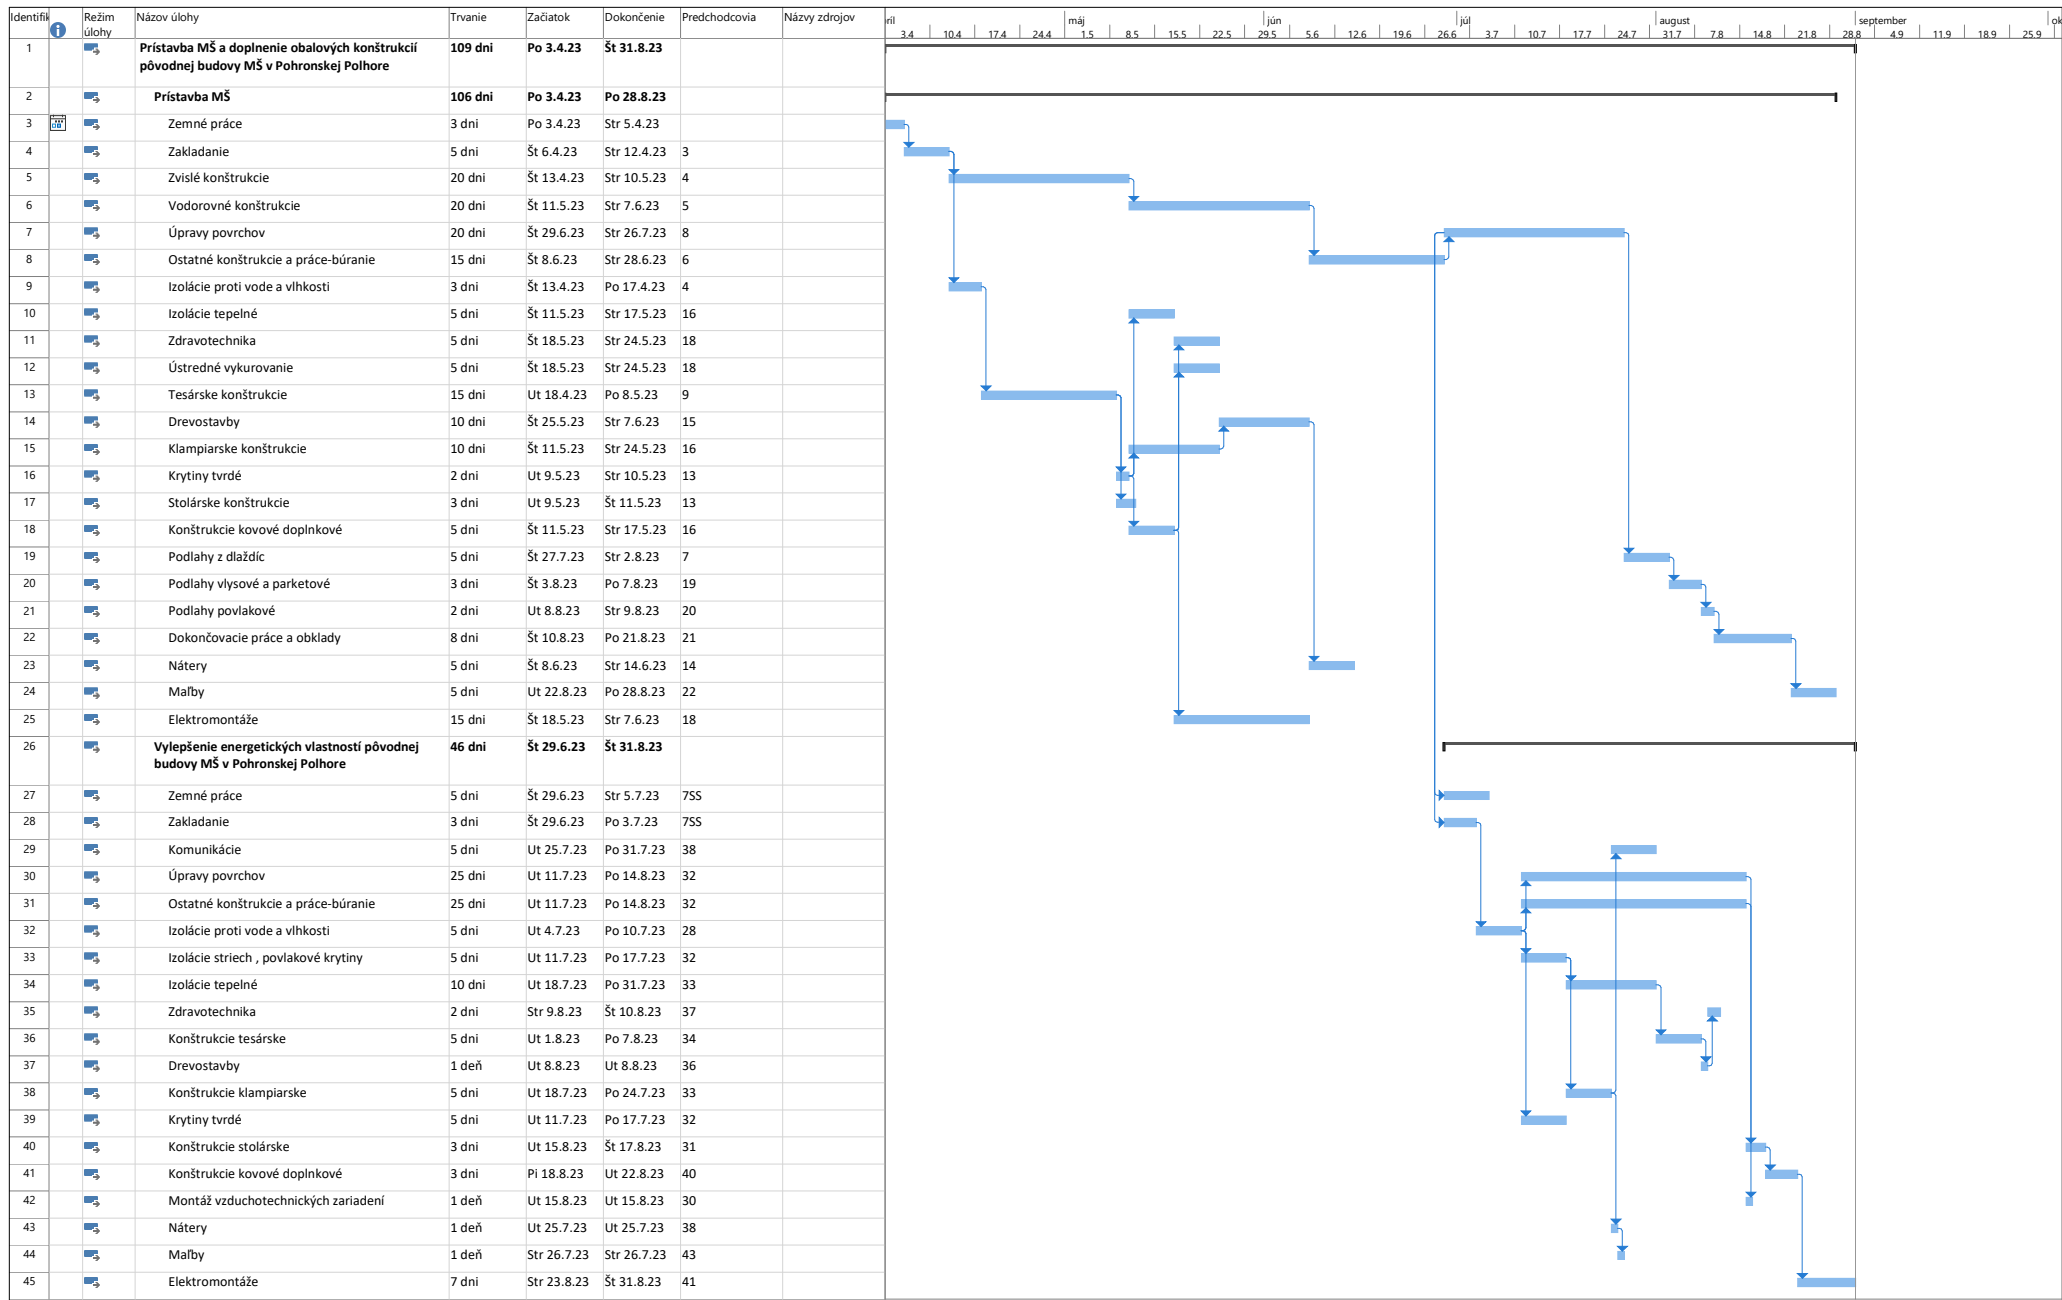 Identifik Režim úlohy Názov úlohy Trvanie Začiatok Dokončenie Predchodcovia Názvy zdrojov
ríl máj jún júl august september ok
3.4 10.4 17.4 24.4 1.5 8.5 15.5 22.5 29.5 5.6 12.6 19.6 26.6 3.7 10.7 17.7 24.7 31.7 7.8 14.8 21.8 28.8 4.9 11.9 18.9 25.9
1 Prístavba MŠ a doplnenie obalových konštrukcií 109 dni Po 3.4.23 Št 31.8.23
pôvodnej budovy MŠ v Pohronskej Polhore
2 Prístavba MŠ 106 dni Po 3.4.23 Po 28.8.23
3 Zemné práce 3 dni Po 3.4.23 Str 5.4.23
4 Zakladanie 5 dni Št 6.4.23 Str 12.4.23 3
5 Zvislé konštrukcie 20 dni Št 13.4.23 Str 10.5.23 4
6 Vodorovné konštrukcie 20 dni Št 11.5.23 Str 7.6.23 5
7 Úpravy povrchov 20 dni Št 29.6.23 Str 26.7.23 8
8 Ostatné konštrukcie a práce-búranie 15 dni Št 8.6.23 Str 28.6.23 6
9 Izolácie proti vode a vlhkosti 3 dni Št 13.4.23 Po 17.4.23 4
10 Izolácie tepelné 5 dni Št 11.5.23 Str 17.5.23 16
11 Zdravotechnika 5 dni Št 18.5.23 Str 24.5.23 18
12 Ústredné vykurovanie 5 dni Št 18.5.23 Str 24.5.23 18
13 Tesárske konštrukcie 15 dni Ut 18.4.23 Po 8.5.23 9
14 Drevostavby 10 dni Št 25.5.23 Str 7.6.23 15
15 Klampiarske konštrukcie 10 dni Št 11.5.23 Str 24.5.23 16
16 Krytiny tvrdé 2 dni Ut 9.5.23 Str 10.5.23 13
17 Stolárske konštrukcie 3 dni Ut 9.5.23 Št 11.5.23 13
18 Konštrukcie kovové doplnkové 5 dni Št 11.5.23 Str 17.5.23 16
19 Podlahy z dlaždíc 5 dni Št 27.7.23 Str 2.8.23 7
20 Podlahy vlysové a parketové 3 dni Št 3.8.23 Po 7.8.23 19
21 Podlahy povlakové 2 dni Ut 8.8.23 Str 9.8.23 20
22 Dokončovacie práce a obklady 8 dni Št 10.8.23 Po 21.8.23 21
23 Nátery 5 dni Št 8.6.23 Str 14.6.23 14
24 Maľby 5 dni Ut 22.8.23 Po 28.8.23 22
25 Elektromontáže 15 dni Št 18.5.23 Str 7.6.23 18
26 Vylepšenie energetických vlastností pôvodnej 46 dni Št 29.6.23 Št 31.8.23
budovy MŠ v Pohronskej Polhore
27 Zemné práce 5 dni Št 29.6.23 Str 5.7.23 7SS
28 Zakladanie 3 dni Št 29.6.23 Po 3.7.23 7SS
29 Komunikácie 5 dni Ut 25.7.23 Po 31.7.23 38
30 Úpravy povrchov 25 dni Ut 11.7.23 Po 14.8.23 32
31 Ostatné konštrukcie a práce-búranie 25 dni Ut 11.7.23 Po 14.8.23 32
32 Izolácie proti vode a vlhkosti 5 dni Ut 4.7.23 Po 10.7.23 28
33 Izolácie striech , povlakové krytiny 5 dni Ut 11.7.23 Po 17.7.23 32
34 Izolácie tepelné 10 dni Ut 18.7.23 Po 31.7.23 33
35 Zdravotechnika 2 dni Str 9.8.23 Št 10.8.23 37
36 Konštrukcie tesárske 5 dni Ut 1.8.23 Po 7.8.23 34
37 Drevostavby 1 deň Ut 8.8.23 Ut 8.8.23 36
38 Konštrukcie klampiarske 5 dni Ut 18.7.23 Po 24.7.23 33
39 Krytiny tvrdé 5 dni Ut 11.7.23 Po 17.7.23 32
40 Konštrukcie stolárske 3 dni Ut 15.8.23 Št 17.8.23 31
41 Konštrukcie kovové doplnkové 3 dni Pi 18.8.23 Ut 22.8.23 40
42 Montáž vzduchotechnických zariadení 1 deň Ut 15.8.23 Ut 15.8.23 30
43 Nátery 1 deň Ut 25.7.23 Ut 25.7.23 38
44 Maľby 1 deň Str 26.7.23 Str 26.7.23 43
45 Elektromontáže 7 dni Str 23.8.23 Št 31.8.23 41